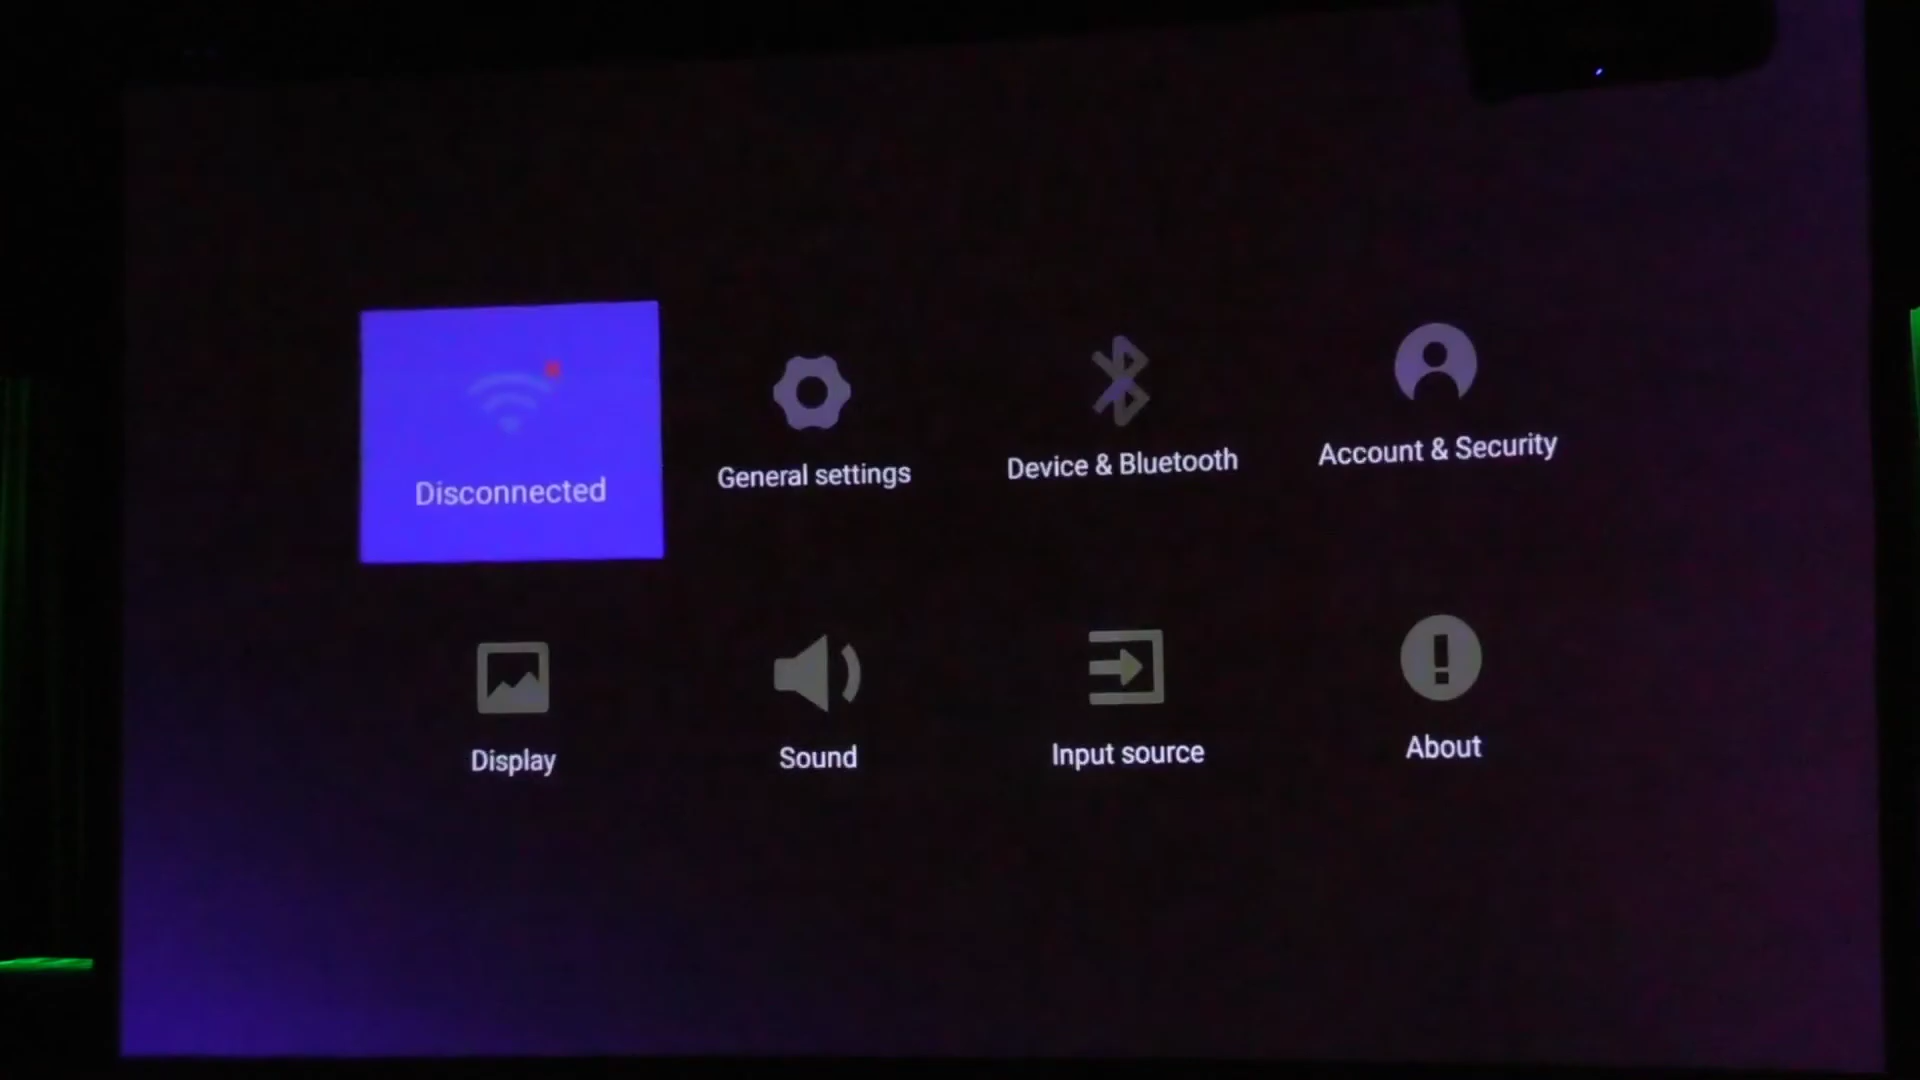 Disconnected
General settings
Device & Bluetooth
Account & Security
Display
Sound
Input source
About